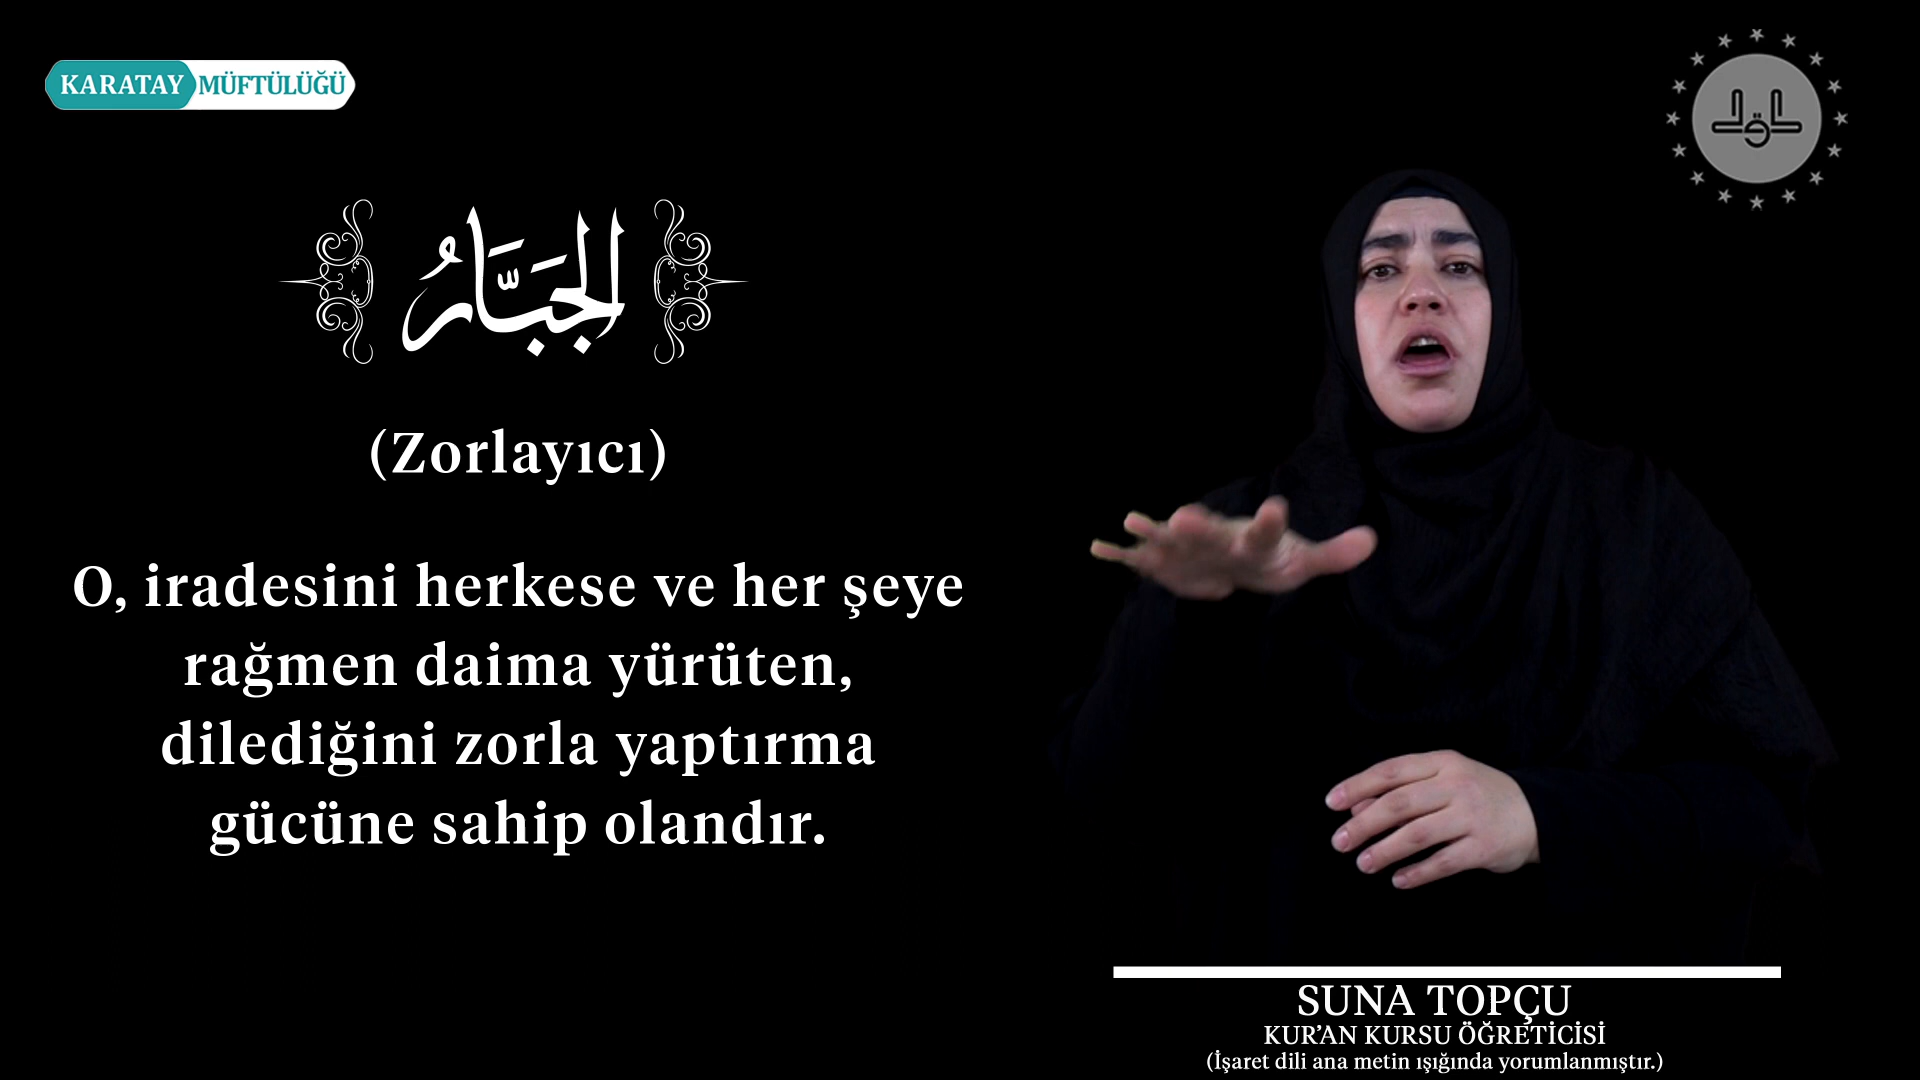 KARATAY MÜFTÜLÜĞÜ
الجَبَّارُ
(Zorlayıcı)
O, iradesini herkese ve her şeye
rağmen daima yürüten,
dilediğini zorla yaptırma
gücüne sahip olandır.
SUNA TOPÇU
KUR’AN KURSU ÖĞRETİCİSİ
(İşaret dili ana metin ışığında yorumlanmıştır.)